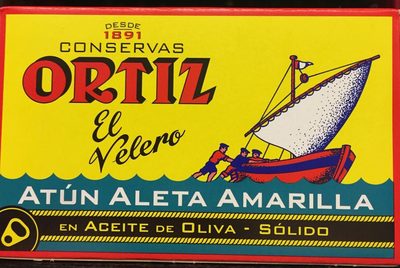 DESDE
1891
CONSERVAS
ORTIZ
El
Velero
ATÚN ALETA AMARILLA
EN ACEITE DE OLIVA - SÓLIDO